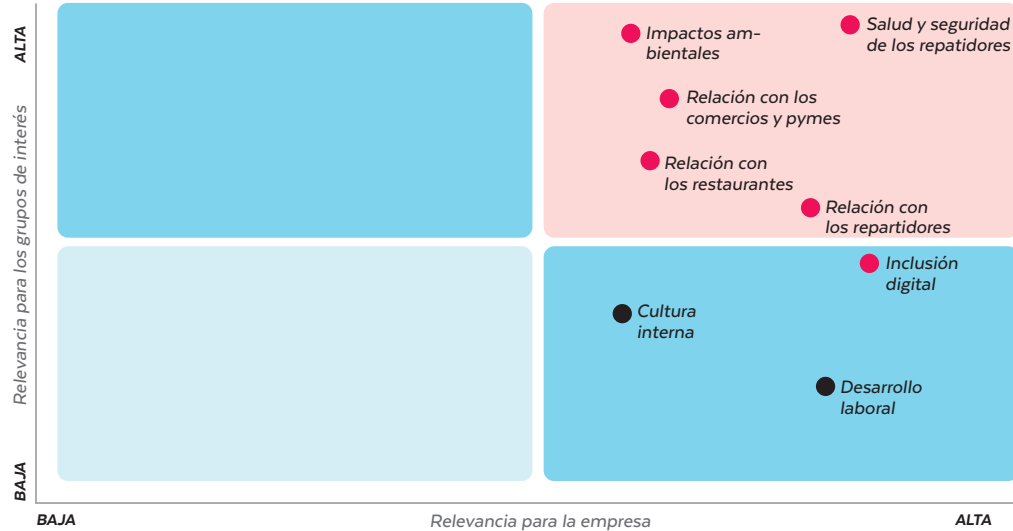 ALTA
Relevancia para los grupos de interés
BAJA
Impactos am-
bientales
Salud y seguridad
de los repatidores
Relación con los
comercios y pymes
Relación con
los restaurantes
Relación con
los repartidores
Inclusión
digital
Cultura
interna
Desarrollo
laboral
BAJA
Relevancia para la empresa
ALTA